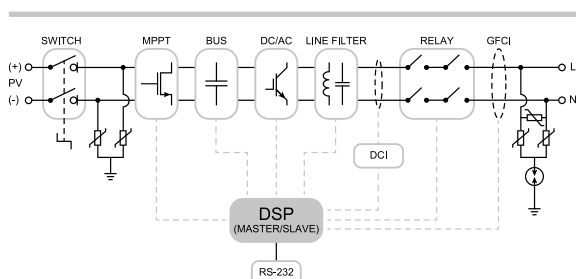 SWITCH MPPT BUS DC/AC LINE FILTER RELAY GFCI
(+)
PV
(-)
L
N
DCI
DSP
(MASTER/SLAVE)
RS-232